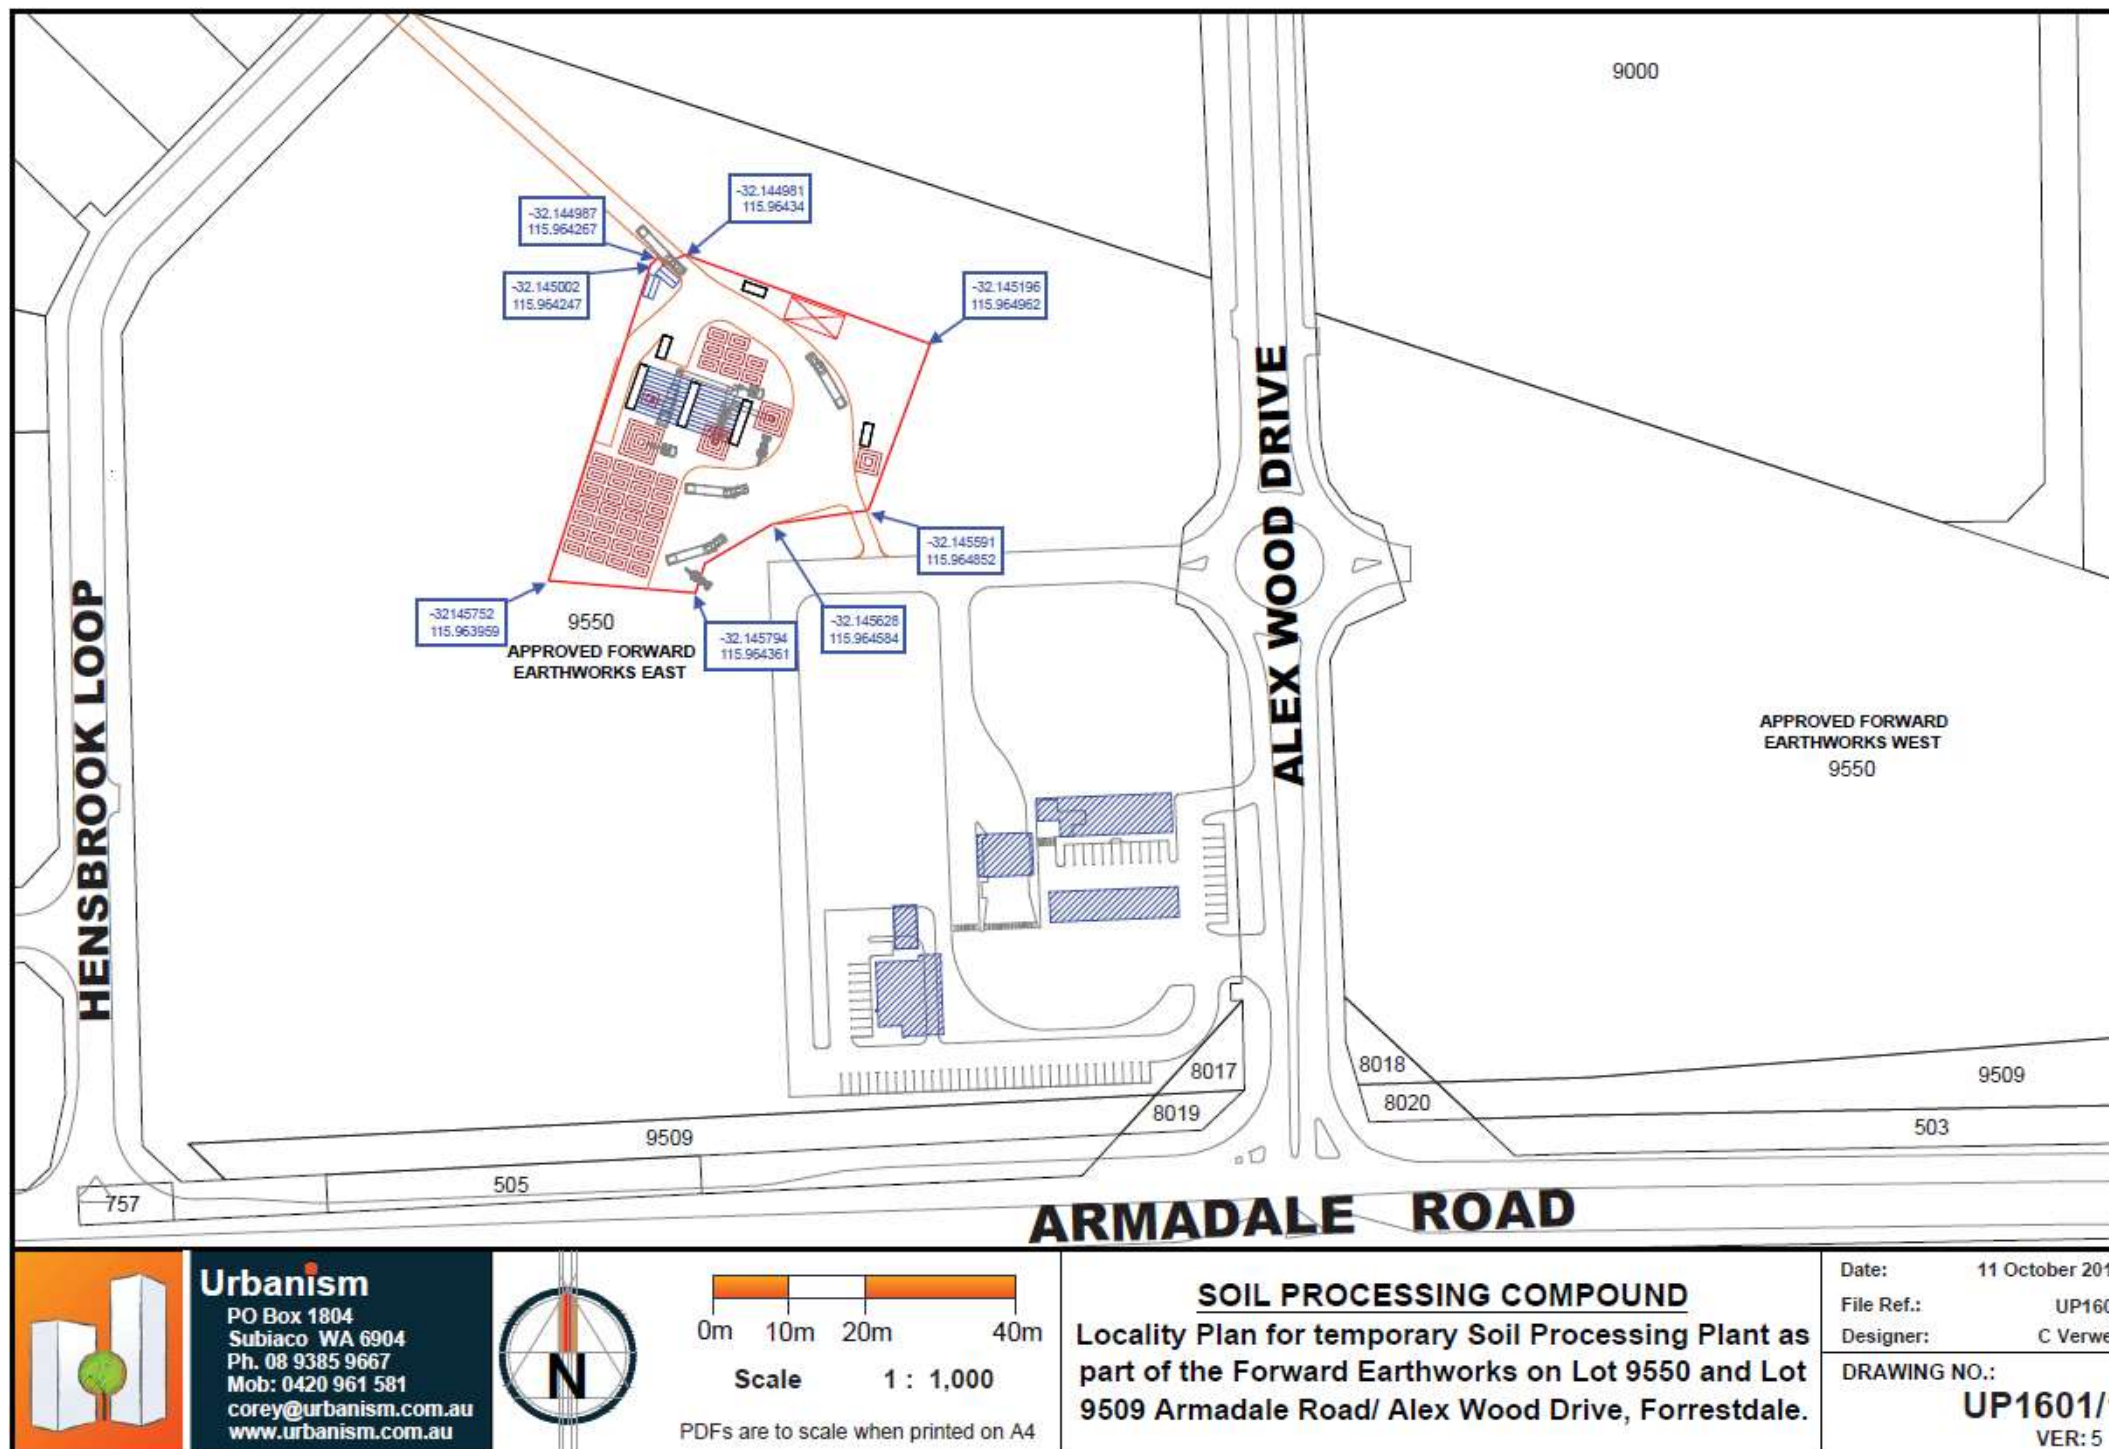 9000
-32.144981
115.96434
-32.144987
115.964267
-32.145002
115.964247
-32.145196
115.964962
-32.145591
115.964852
-32145752
115.963959
-32.145794
115.964361
-32.145628
115.964584
9550
APPROVED FORWARD
EARTHWORKS EAST
HENSBROOK LOOP
ALEX WOOD DRIVE
APPROVED FORWARD
EARTHWORKS WEST
9550
8017
8018
9509
8019
8020
9509
503
505
757
ARMADALE ROAD
Urbanism
PO Box 1804
Subiaco WA 6904
Ph. 08 9385 9667
Mob: 0420 961 581
corey@urbanism.com.au
www.urbanism.com.au
N
0m 10m 20m 40m
Scale 1 : 1,000
PDFs are to scale when printed on A4
SOIL PROCESSING COMPOUND
Locality Plan for temporary Soil Processing Plant as
part of the Forward Earthworks on Lot 9550 and Lot
9509 Armadale Road/ Alex Wood Drive, Forrestdale.
Date: 11 October 201
File Ref.: UP160
Designer: C Verwe
DRAWING NO.:
UP1601/
VER: 5